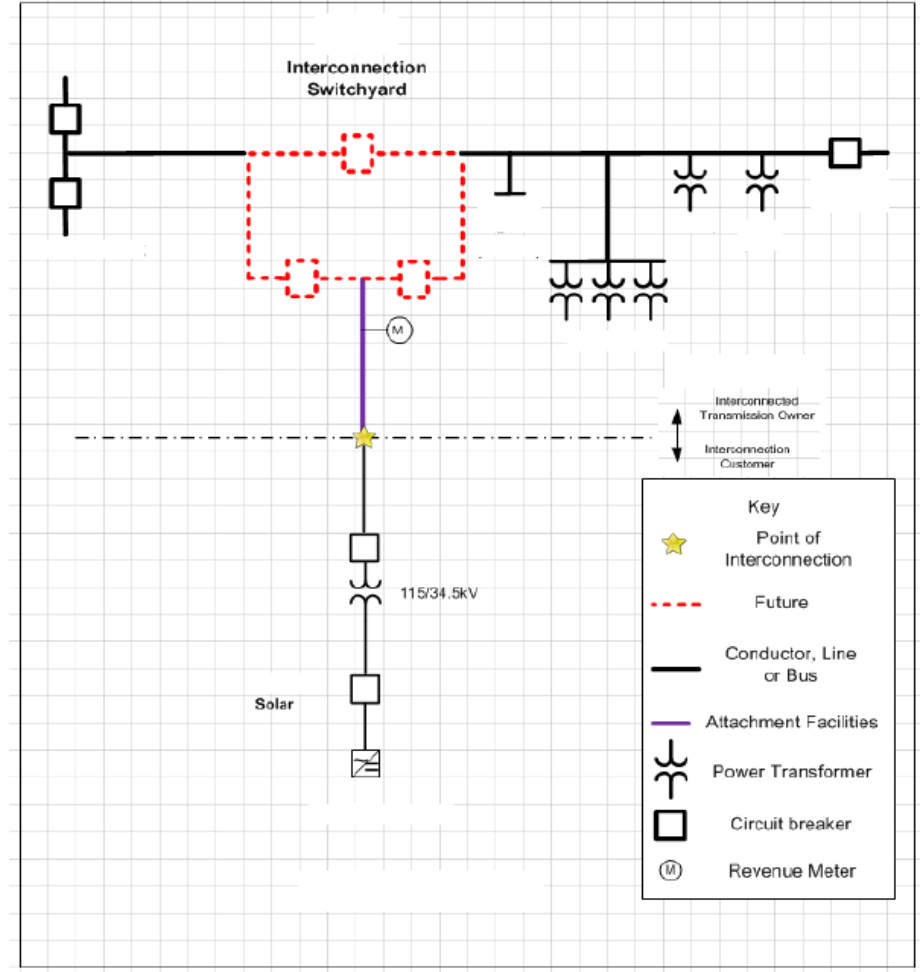 Interconnection
Switchyard
M
Interconnected
Transmission Owner
Interconnection
Customer
115/34.5kV
Solar
Key
Point of
Interconnection
Future
Conductor, Line
or Bus
Attachment Facilities
Power Transformer
Circuit breaker
M
Revenue Meter